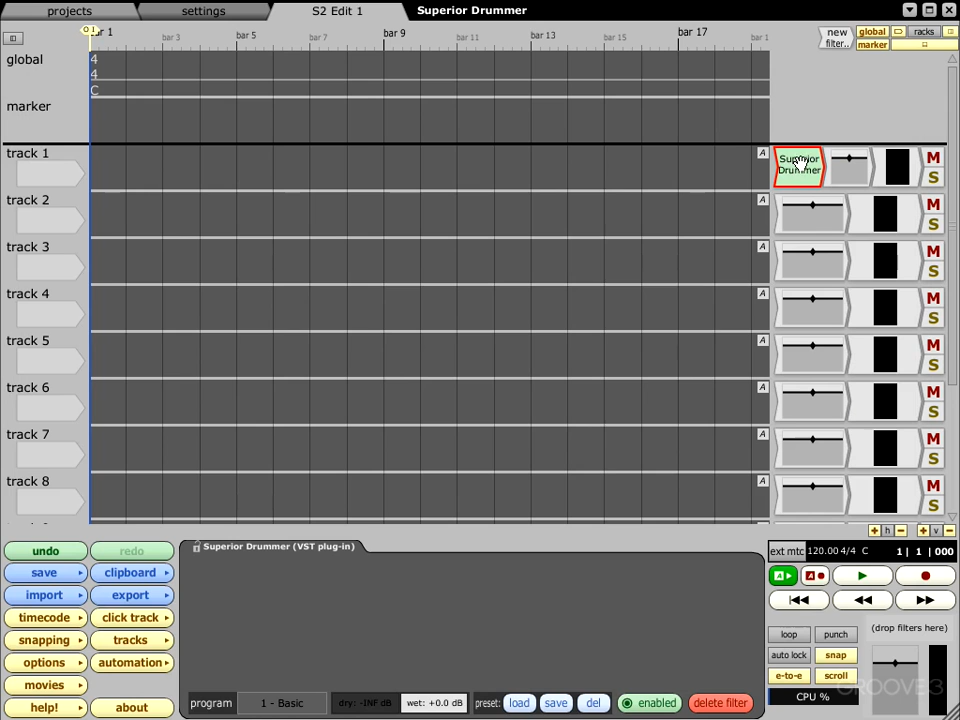 projects settings S2 Edit 1 Superior Drummer
bar 3 bar 5 bar 7 bar 9 bar 11 bar 13 bar 15 bar 17
new filter.. global racks
marker
global 4
4
C
marker
track 1 A Superior Drummer M S
track 2 A M S
track 3 A M S
track 4 A M S
track 5 A M S
track 6 A M S
track 7 A M S
track 8 A M S
+ h - + v -
undo redo
save clipboard
import export
timecode click track
snapping tracks
options automation
movies
help! about
Superior Drummer (VST plug-in)
program 1 - Basic dry: -INF dB wet: +0.0 dB preset: load save del enabled delete filter
ext mtc 120.00 4/4 C 1| 1 |000
A A
loop punch
auto lock snap
e-to-e scroll
CPU %
(drop filters here)
GROOVE3